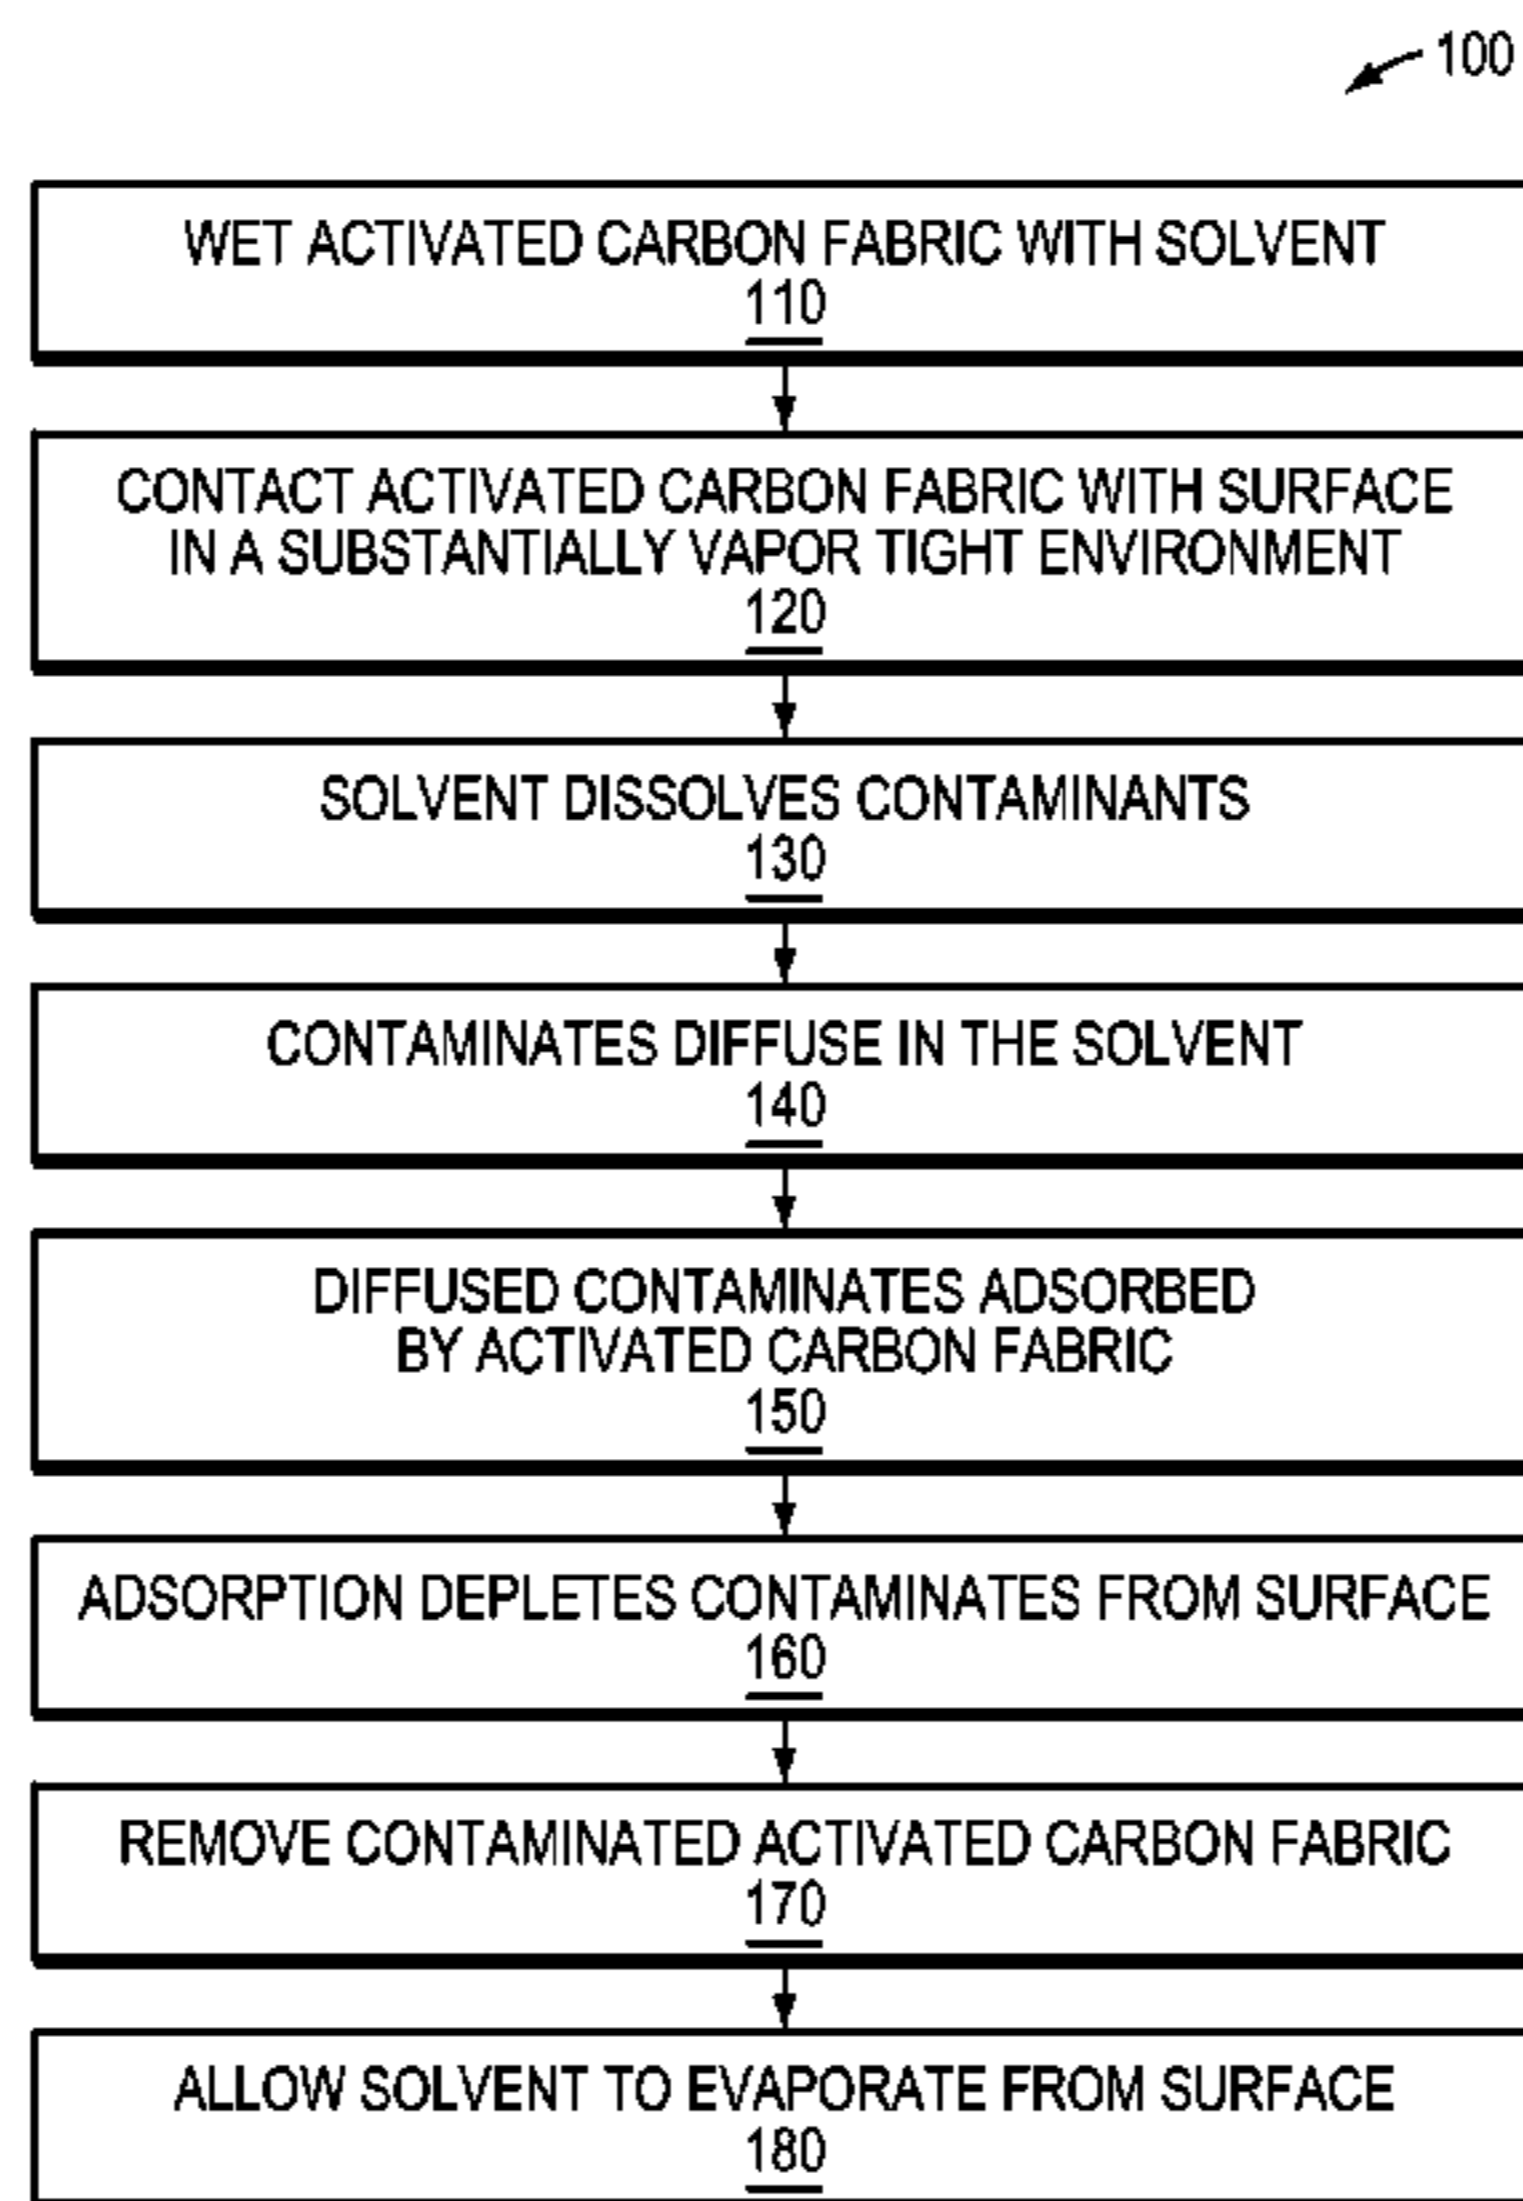 100
WET ACTIVATED CARBON FABRIC WITH SOLVENT
110
CONTACT ACTIVATED CARBON FABRIC WITH SURFACE
IN A SUBSTANTIALLY VAPOR TIGHT ENVIRONMENT
120
SOLVENT DISSOLVES CONTAMINANTS
130
CONTAMINATES DIFFUSE IN THE SOLVENT
140
DIFFUSED CONTAMINATES ADSORBED
BY ACTIVATED CARBON FABRIC
150
ADSORPTION DEPLETES CONTAMINATES FROM SURFACE
160
REMOVE CONTAMINATED ACTIVATED CARBON FABRIC
170
ALLOW SOLVENT TO EVAPORATE FROM SURFACE
180